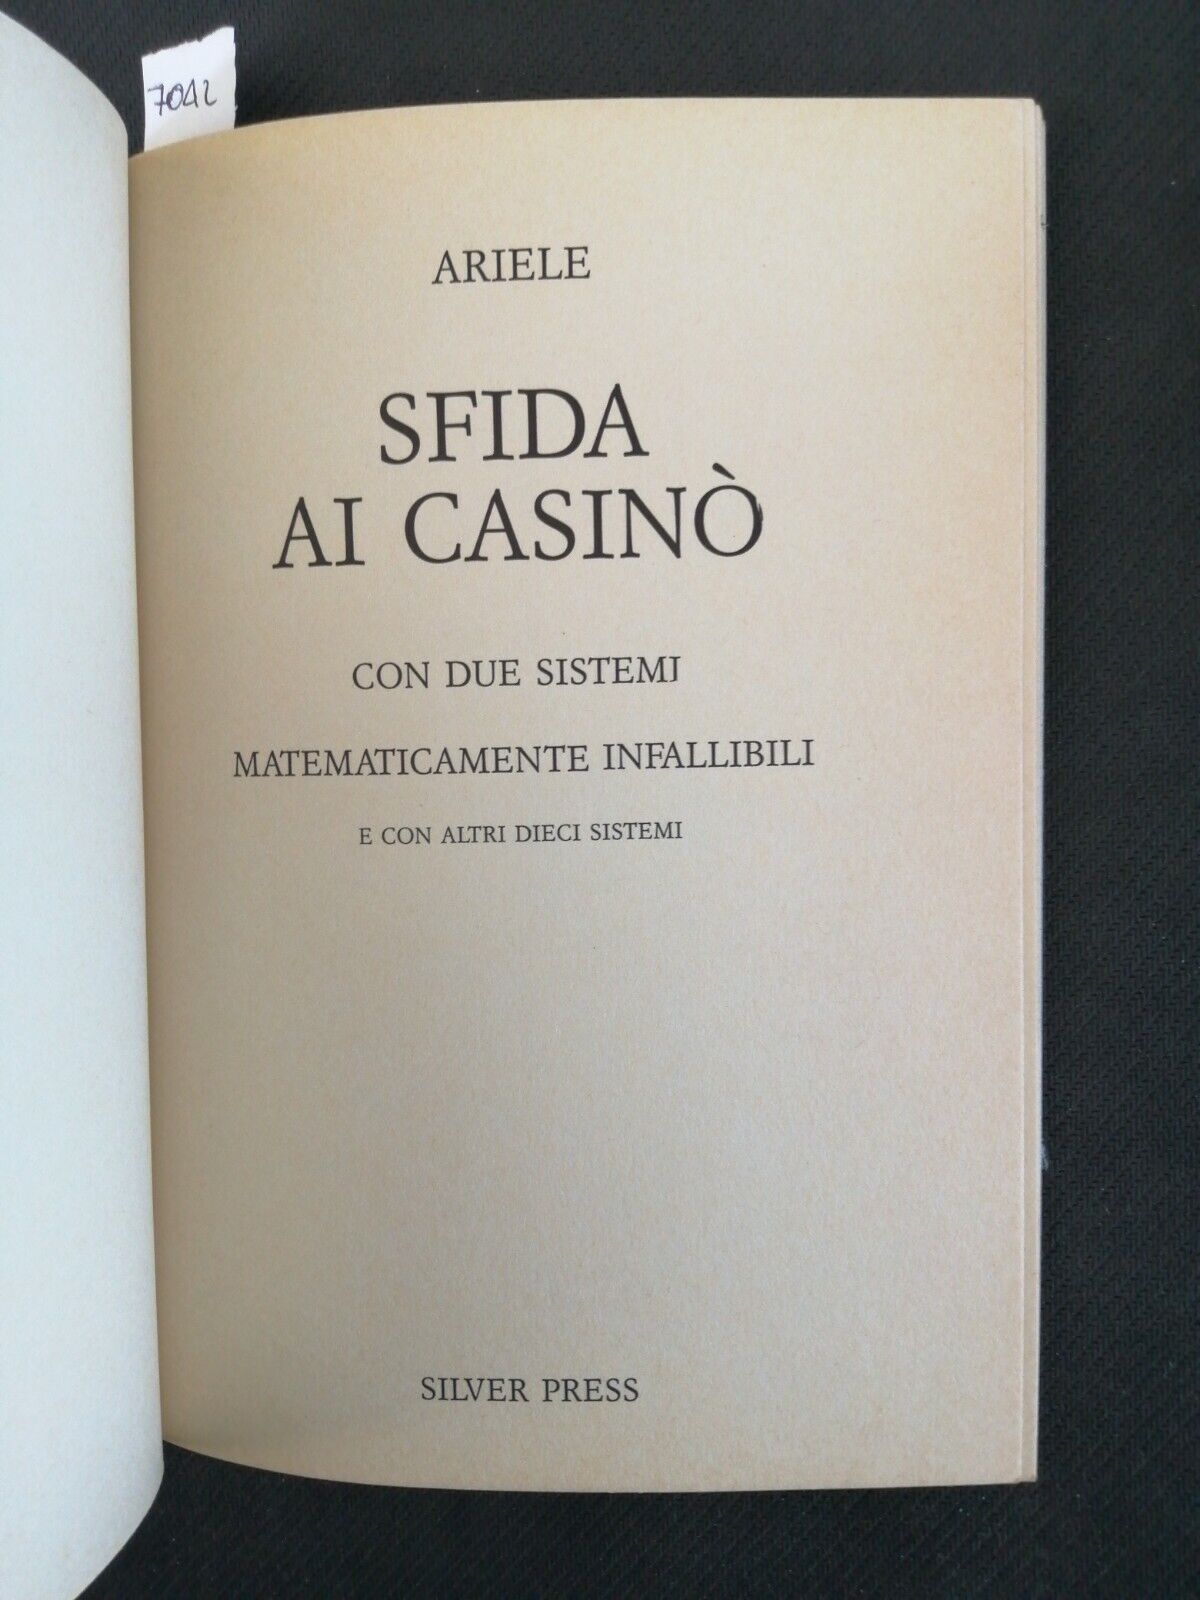 7042
ARIELE
SFIDA
AI CASINÒ
CON DUE SISTEMI
MATEMATICAMENTE INFALLIBILI
E CON ALTRI DIECI SISTEMI
SILVER PRESS